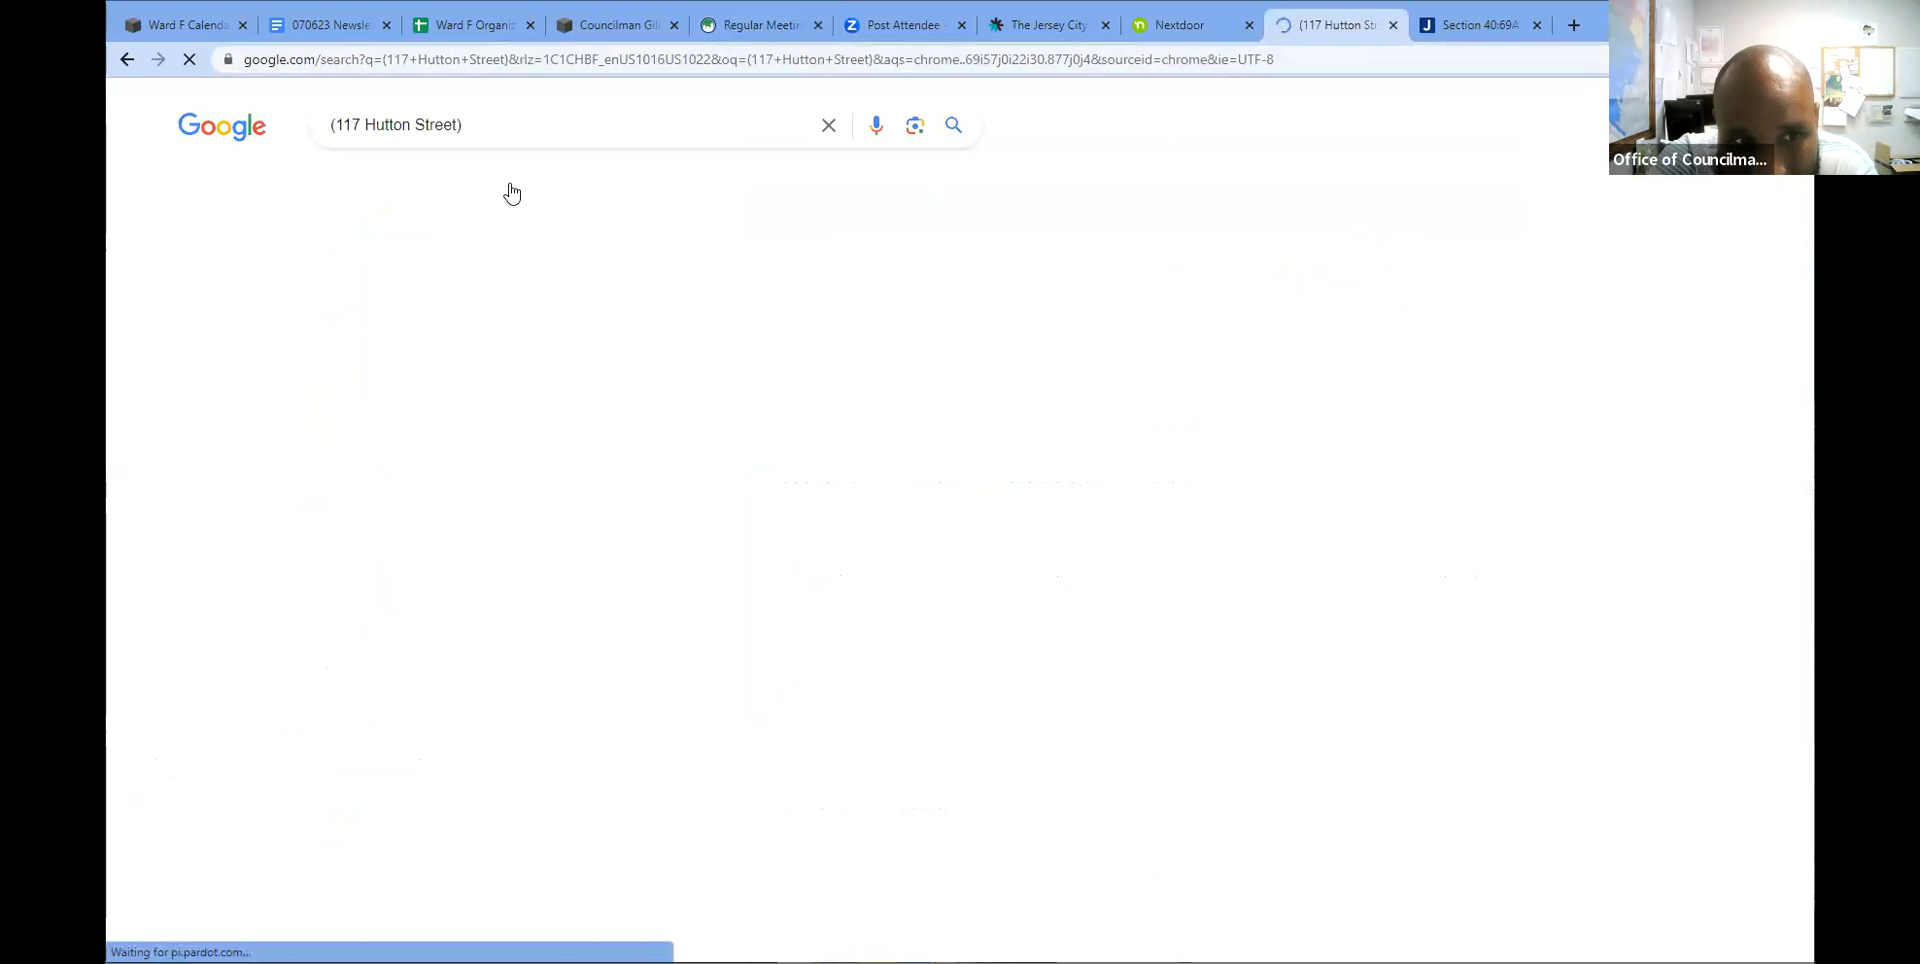 Ward F Calenda
070623 Newsle
Ward F Organiz
Councilman Gill
Regular Meetin
Post Attendee -
The Jersey City
Nextdoor
(117 Hutton Str
Section 40:69A
google.com/search?q=(117+Hutton+Street)&rlz=1C1CHBF_enUS1016US1022&oq=(117+Hutton+Street)&aqs=chrome..69i57j0i22i30.877j0j4&sourceid=chrome&ie=UTF-8
Google
(117 Hutton Street)
Office of Councilma...
Waiting for pi.pardot.com...